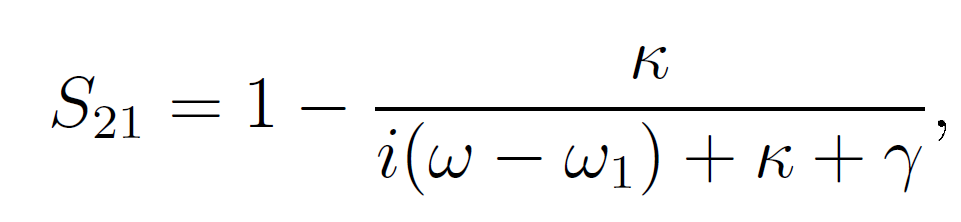 S_{21} = 1 - \frac{\kappa}{i(\omega - \omega_1) + \kappa + \gamma},